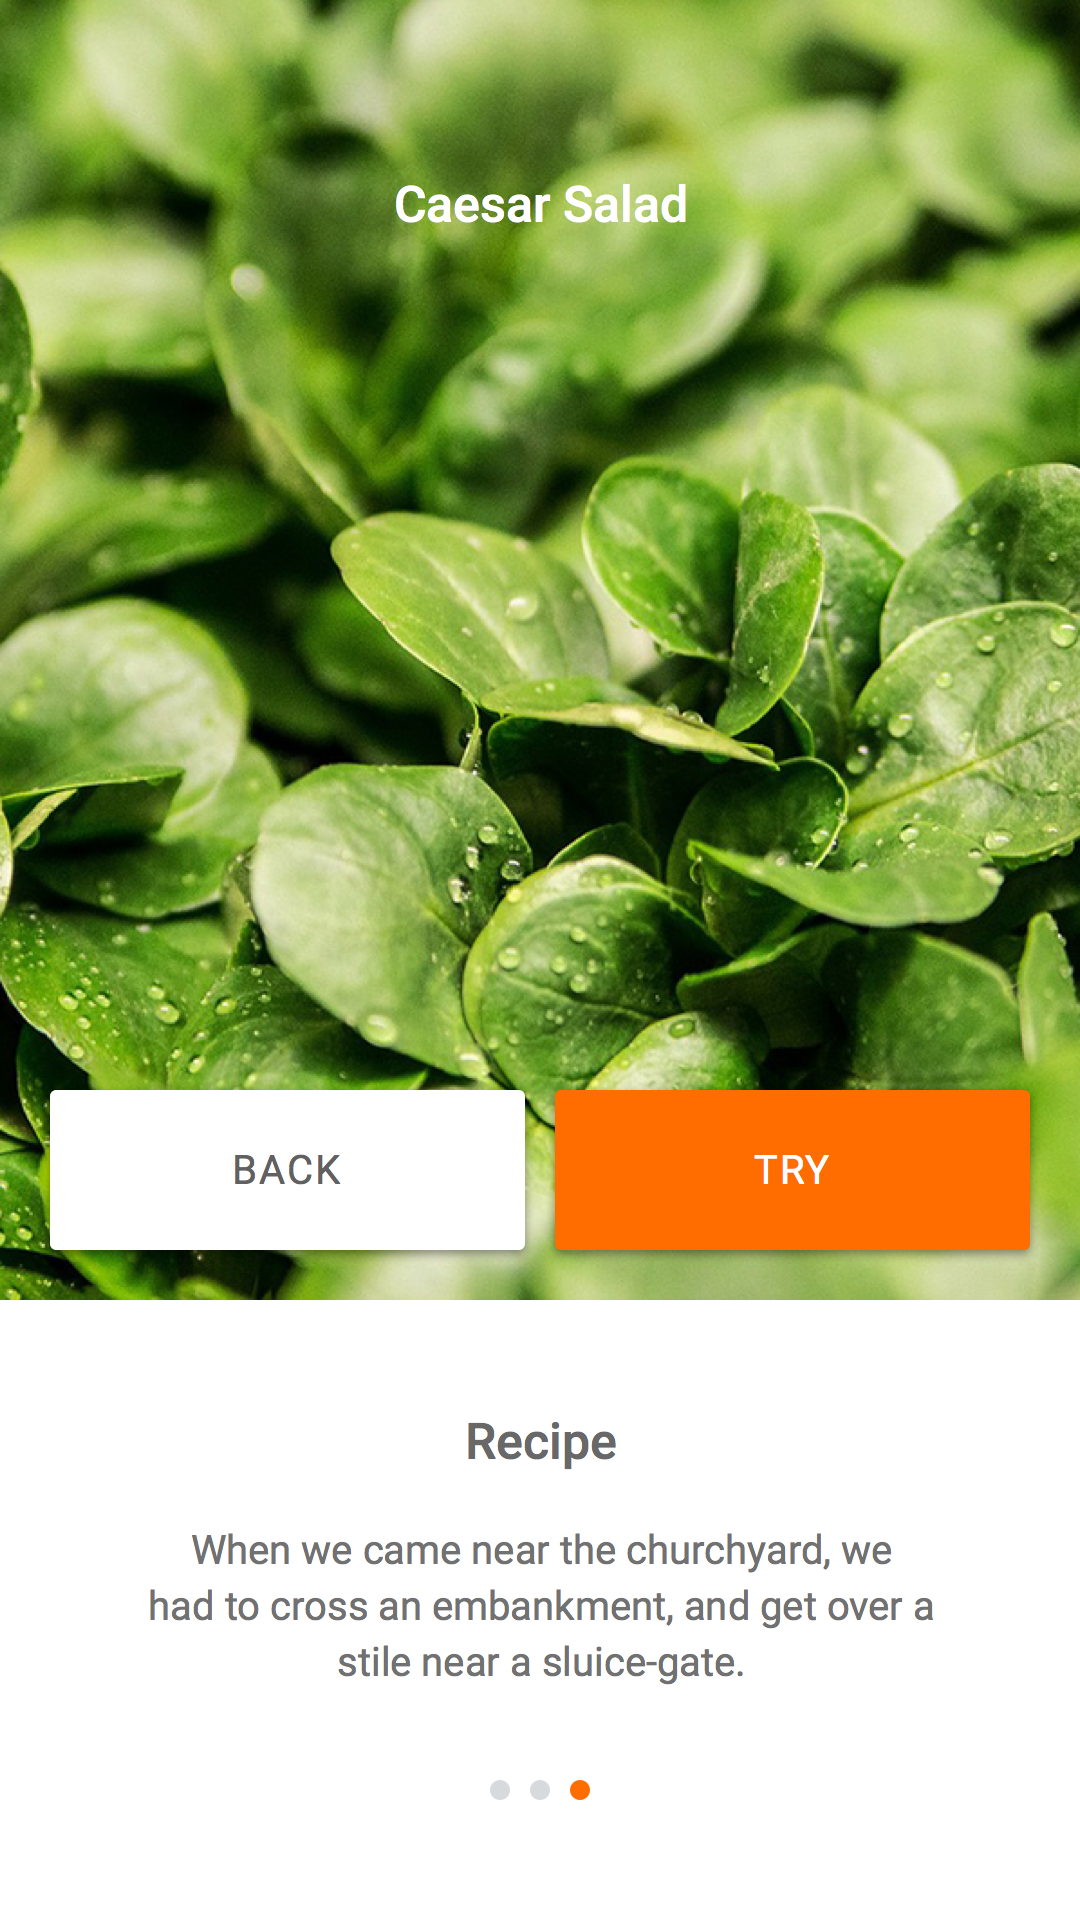 Caesar Salad
BACK
TRY
Recipe
When we came near the churchyard, we
had to cross an embankment, and get over a
stile near a sluice-gate.